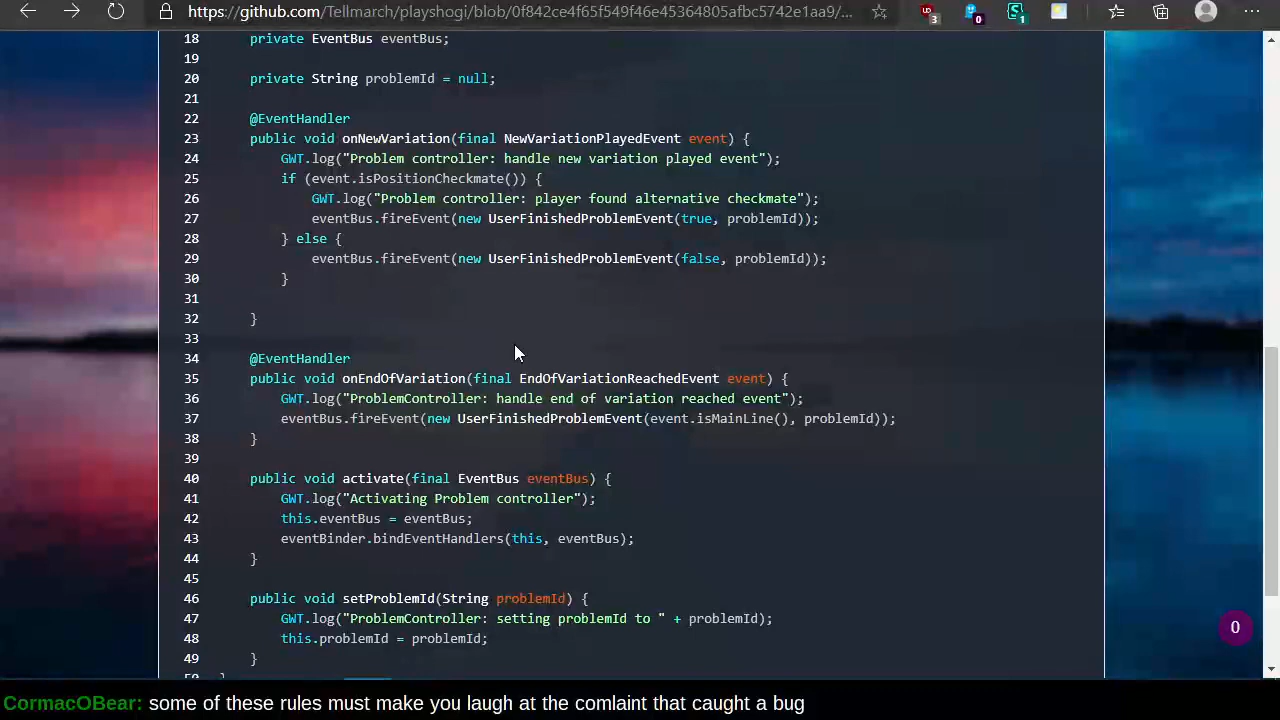 https://github.com/Tellmarch/playshogi/blob/0f842ce4f65f549f46e45364805afbc5742e1aa9/...
3
0
1
18 private EventBus eventBus;
19
20 private String problemId = null;
21
22 @EventHandler
23 public void onNewVariation(final NewVariationPlayedEvent event) {
24 GWT.log("Problem controller: handle new variation played event");
25 if (event.isPositionCheckmate()) {
26 GWT.log("Problem controller: player found alternative checkmate");
27 eventBus.fireEvent(new UserFinishedProblemEvent(true, problemId));
28 } else {
29 eventBus.fireEvent(new UserFinishedProblemEvent(false, problemId));
30 }
31
32 }
33
34 @EventHandler
35 public void onEndOfVariation(final EndOfVariationReachedEvent event) {
36 GWT.log("ProblemController: handle end of variation reached event");
37 eventBus.fireEvent(new UserFinishedProblemEvent(event.isMainLine(), problemId));
38 }
39
40 public void activate(final EventBus eventBus) {
41 GWT.log("Activating Problem controller");
42 this.eventBus = eventBus;
43 eventBinder.bindEventHandlers(this, eventBus);
44 }
45
46 public void setProblemId(String problemId) {
47 GWT.log("ProblemController: setting problemId to " + problemId);
48 this.problemId = problemId;
49 }
0
CormacOBear: some of these rules must make you laugh at the comlaint that caught a bug